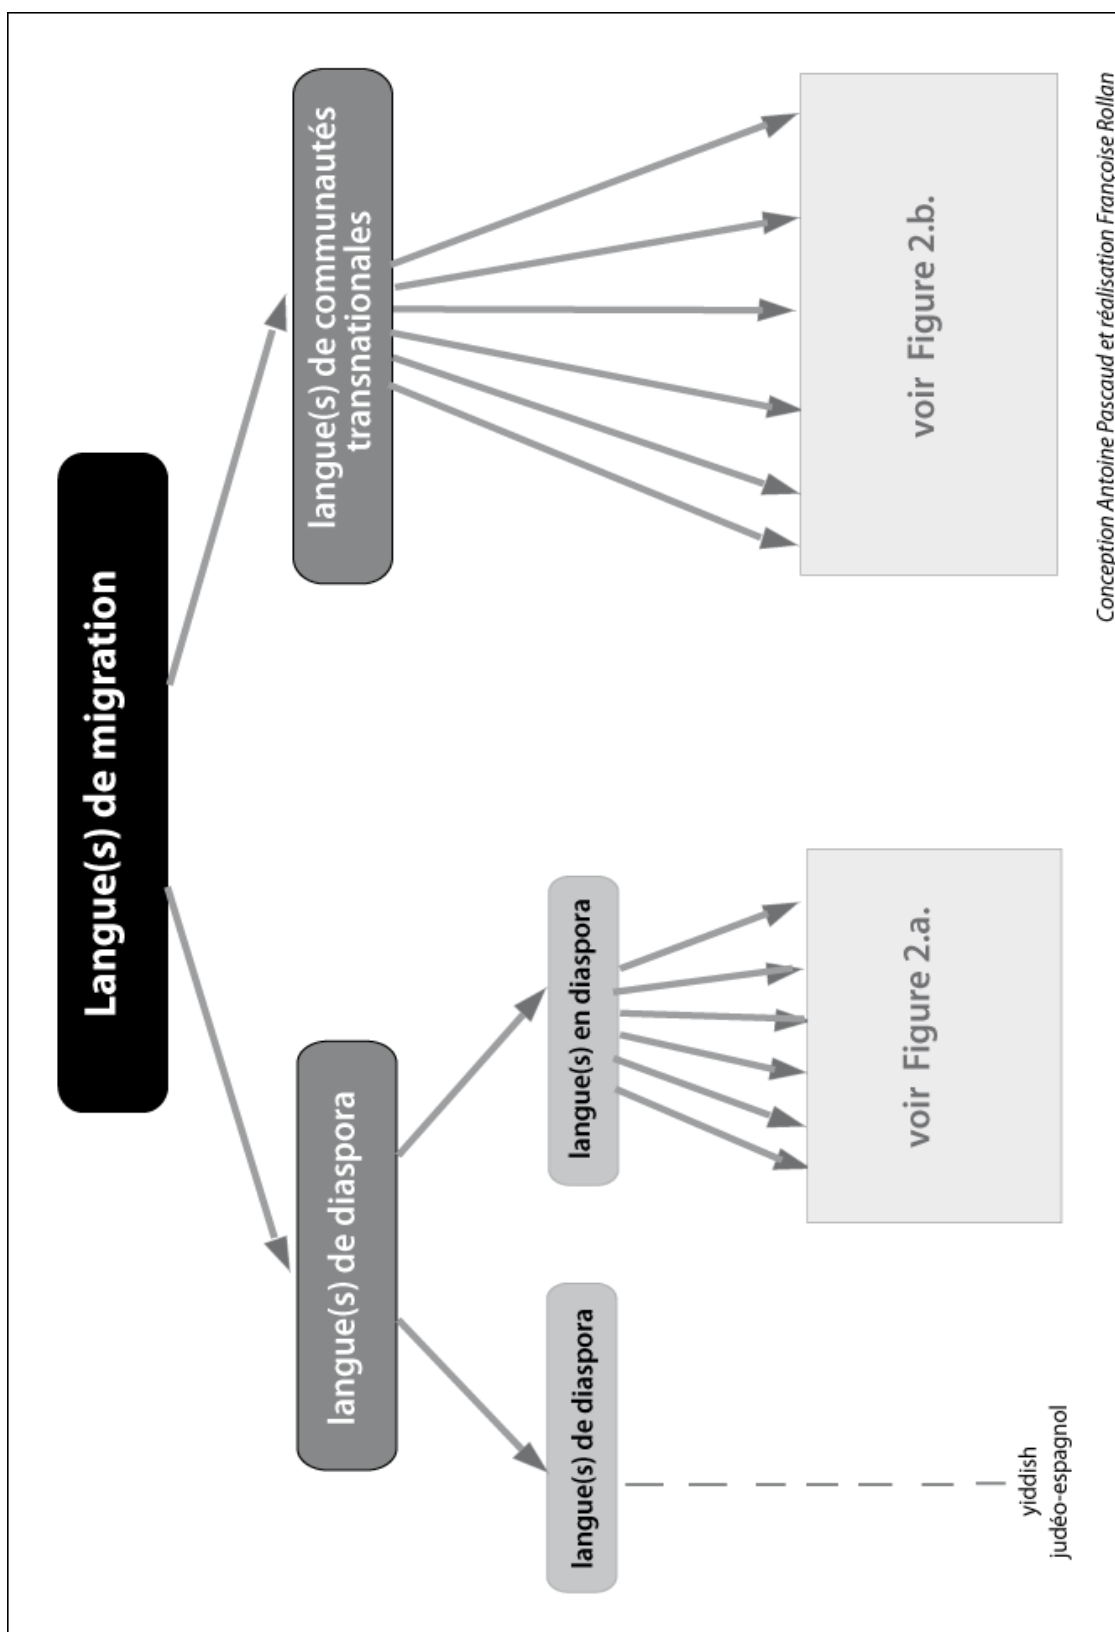 Langue(s) de migration
langue(s) de diaspora
langue(s) de communautés
transnationales
langue(s) de diaspora
langue(s) en diaspora
yiddish
judéo-espagnol
voir Figure 2.a.
voir Figure 2.b.
Conception Antoine Pascaud et réalisation Francoise Rollan